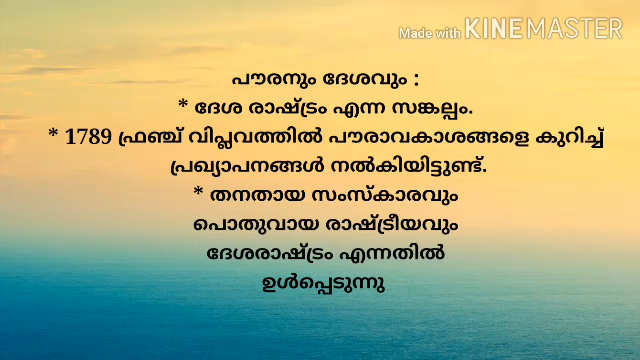 Made with KINEMASTER
പൗരനും ദേശവും :
* ദേശ രാഷ്ട്രം എന്ന സങ്കല്പം.
* 1789 ഫ്രഞ്ച് വിപ്ലവത്തിൽ പൗരാവകാശങ്ങളെ കുറിച്ച്
പ്രഖ്യാപനങ്ങൾ നൽകിയിട്ടുണ്ട്.
* തനതായ സംസ്കാരവും
പൊതുവായ രാഷ്ട്രീയവും
ദേശരാഷ്ട്രം എന്നതിൽ
ഉൾപ്പെടുന്നു